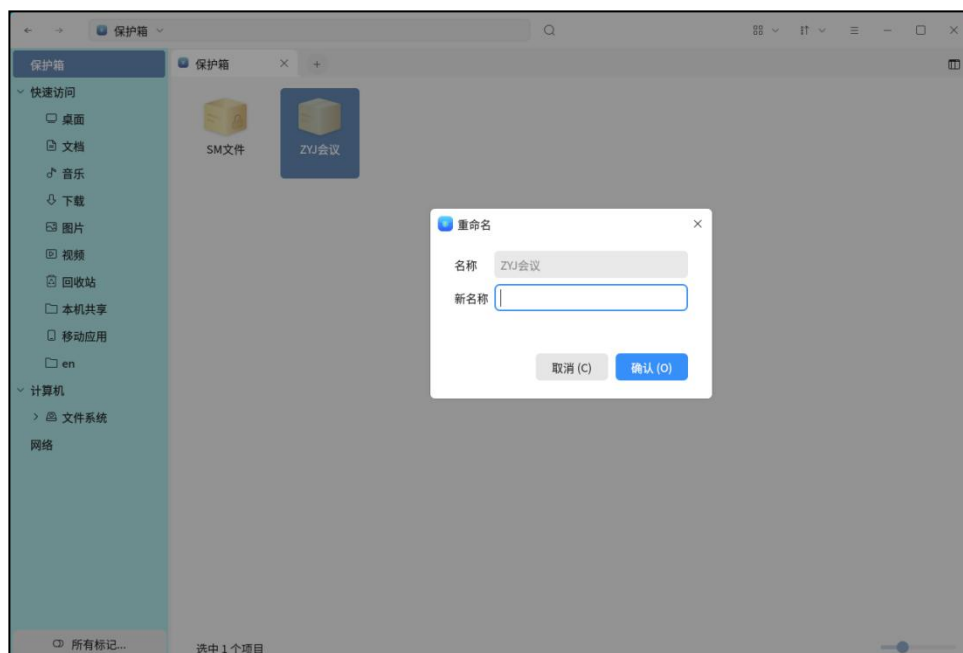 保护箱
保护箱
保护箱
快速访问
桌面
文档
音乐
下载
图片
视频
回收站
本机共享
移动应用
en
计算机
文件系统
网络
所有标记...
SM文件
ZYJ会议
重命名
名称 ZYJ会议
新名称
取消 (C) 确认 (O)
选中 1 个项目